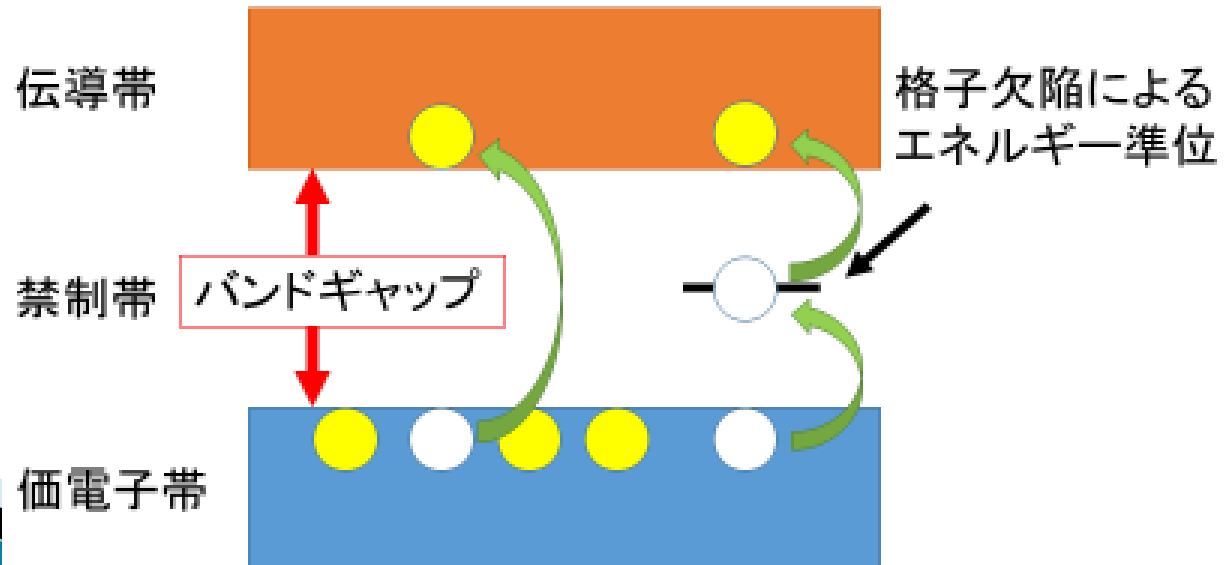 伝導帯
格子欠陥による
エネルギー準位
禁制帯
バンドギャップ
価電子帯